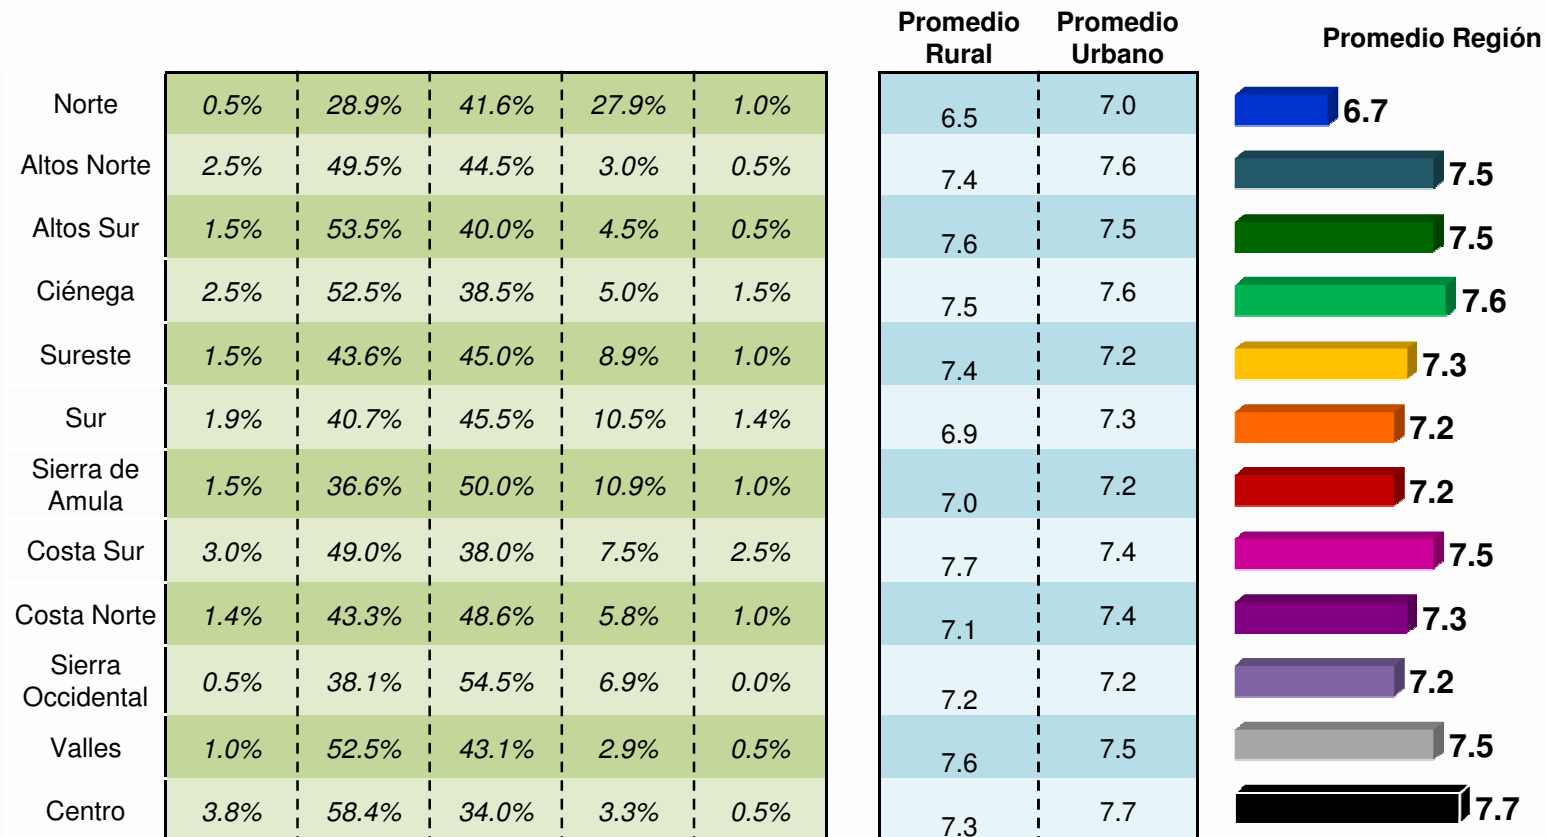 Promedio Rural Promedio Urbano Promedio Región
Norte 0.5% 28.9% 41.6% 27.9% 1.0% 6.5 7.0 6.7
Altos Norte 2.5% 49.5% 44.5% 3.0% 0.5% 7.4 7.6 7.5
Altos Sur 1.5% 53.5% 40.0% 4.5% 0.5% 7.6 7.5 7.5
Ciénega 2.5% 52.5% 38.5% 5.0% 1.5% 7.5 7.6 7.6
Sureste 1.5% 43.6% 45.0% 8.9% 1.0% 7.4 7.2 7.3
Sur 1.9% 40.7% 45.5% 10.5% 1.4% 6.9 7.3 7.2
Sierra de Amula 1.5% 36.6% 50.0% 10.9% 1.0% 7.0 7.2 7.2
Costa Sur 3.0% 49.0% 38.0% 7.5% 2.5% 7.7 7.4 7.5
Costa Norte 1.4% 43.3% 48.6% 5.8% 1.0% 7.1 7.4 7.3
Sierra Occidental 0.5% 38.1% 54.5% 6.9% 0.0% 7.2 7.2 7.2
Valles 1.0% 52.5% 43.1% 2.9% 0.5% 7.6 7.5 7.5
Centro 3.8% 58.4% 34.0% 3.3% 0.5% 7.3 7.7 7.7